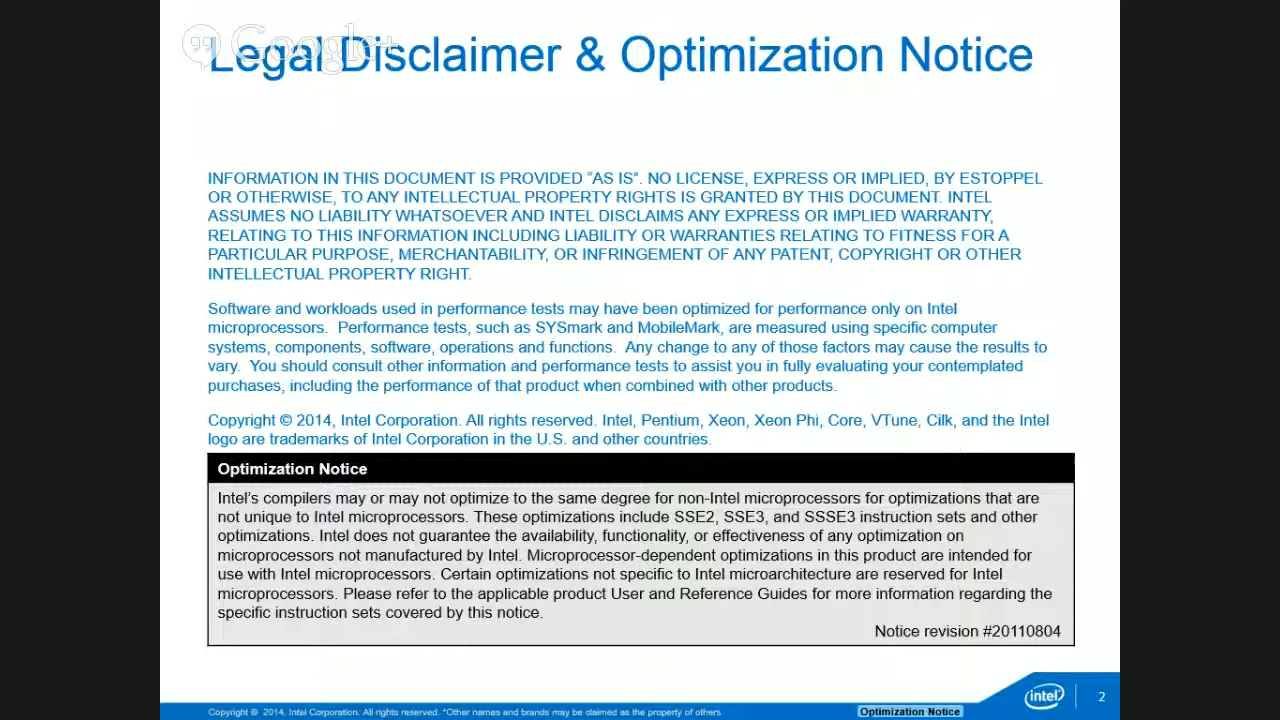 Google+
Legal Disclaimer & Optimization Notice
INFORMATION IN THIS DOCUMENT IS PROVIDED "AS IS". NO LICENSE, EXPRESS OR IMPLIED, BY ESTOPPEL
OR OTHERWISE, TO ANY INTELLECTUAL PROPERTY RIGHTS IS GRANTED BY THIS DOCUMENT. INTEL
ASSUMES NO LIABILITY WHATSOEVER AND INTEL DISCLAIMS ANY EXPRESS OR IMPLIED WARRANTY,
RELATING TO THIS INFORMATION INCLUDING LIABILITY OR WARRANTIES RELATING TO FITNESS FOR A
PARTICULAR PURPOSE, MERCHANTABILITY, OR INFRINGEMENT OF ANY PATENT, COPYRIGHT OR OTHER
INTELLECTUAL PROPERTY RIGHT.
Software and workloads used in performance tests may have been optimized for performance only on Intel
microprocessors. Performance tests, such as SYSmark and MobileMark, are measured using specific computer
systems, components, software, operations and functions. Any change to any of those factors may cause the results to
vary. You should consult other information and performance tests to assist you in fully evaluating your contemplated
purchases, including the performance of that product when combined with other products.
Copyright © 2014, Intel Corporation. All rights reserved. Intel, Pentium, Xeon, Xeon Phi, Core, VTune, Cilk, and the Intel
logo are trademarks of Intel Corporation in the U.S. and other countries.
Optimization Notice
Intel's compilers may or may not optimize to the same degree for non-Intel microprocessors for optimizations that are
not unique to Intel microprocessors. These optimizations include SSE2, SSE3, and SSSE3 instruction sets and other
optimizations. Intel does not guarantee the availability, functionality, or effectiveness of any optimization on
microprocessors not manufactured by Intel. Microprocessor-dependent optimizations in this product are intended for
use with Intel microprocessors. Certain optimizations not specific to Intel microarchitecture are reserved for Intel
microprocessors. Please refer to the applicable product User and Reference Guides for more information regarding the
specific instruction sets covered by this notice.
Notice revision #20110804
Copyright © 2014, Intel Corporation. All rights reserved. *Other names and brands may be claimed as the property of others.
Optimization Notice
intel
2